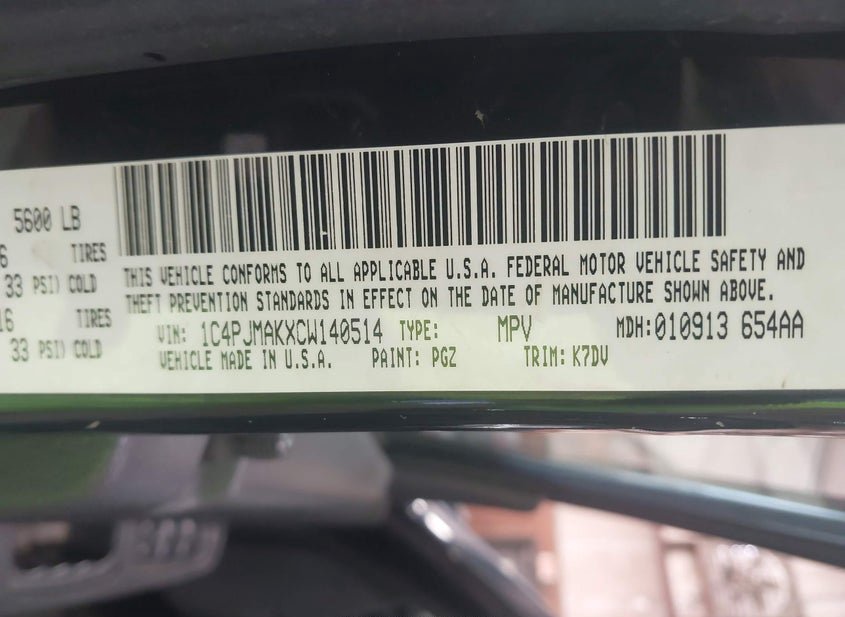 5600 LB
6 TIRES
33 PSI) COLD
16 TIRES
33 PSI) COLD
THIS VEHICLE CONFORMS TO ALL APPLICABLE U.S.A. FEDERAL MOTOR VEHICLE SAFETY AND
THEFT PREVENTION STANDARDS IN EFFECT ON THE DATE OF MANUFACTURE SHOWN ABOVE.
VIN: 1C4PJMAKXCW140514 TYPE: MPV MDH:010913 654AA
VEHICLE MADE IN U.S.A. PAINT: PGZ TRIM: K7DV